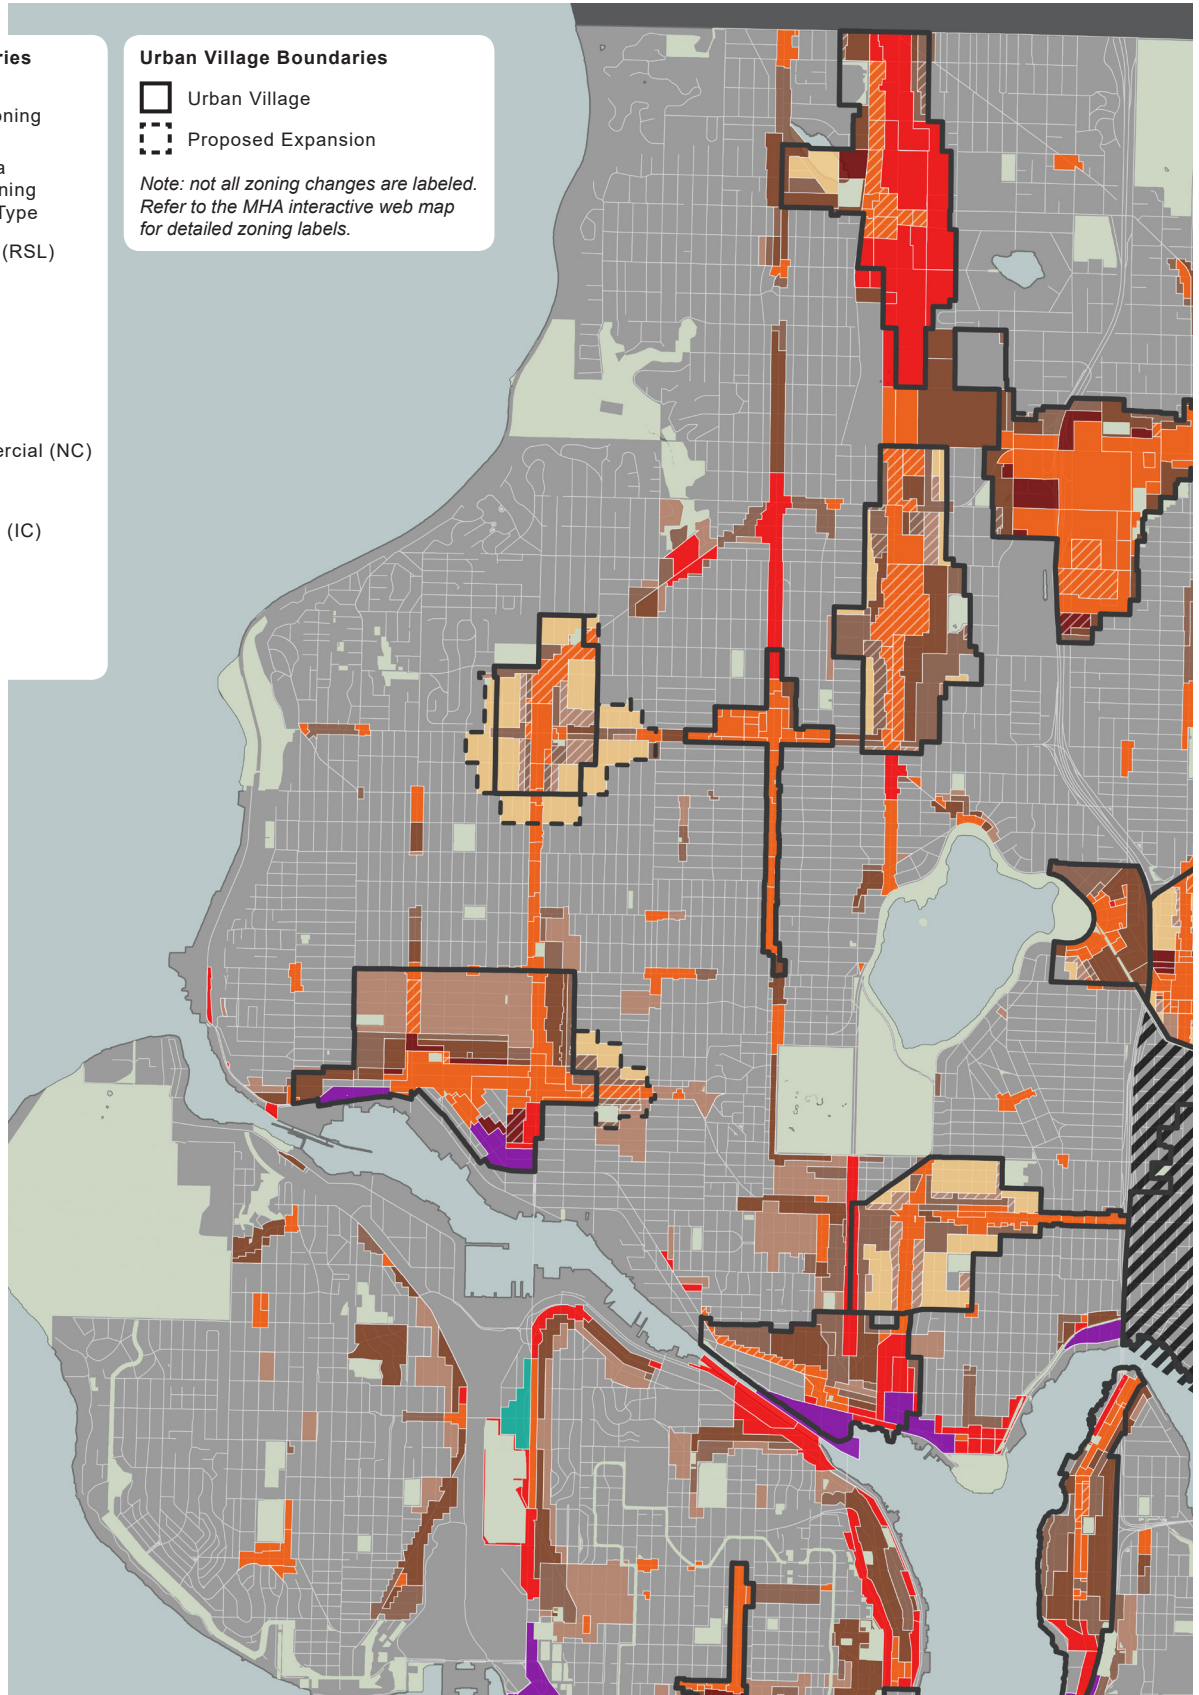 ries
oning
a
ning
Type
(RSL)
ercial (NC)
(IC)
Urban Village Boundaries
Urban Village
Proposed Expansion
Note: not all zoning changes are labeled.
Refer to the MHA interactive web map
for detailed zoning labels.